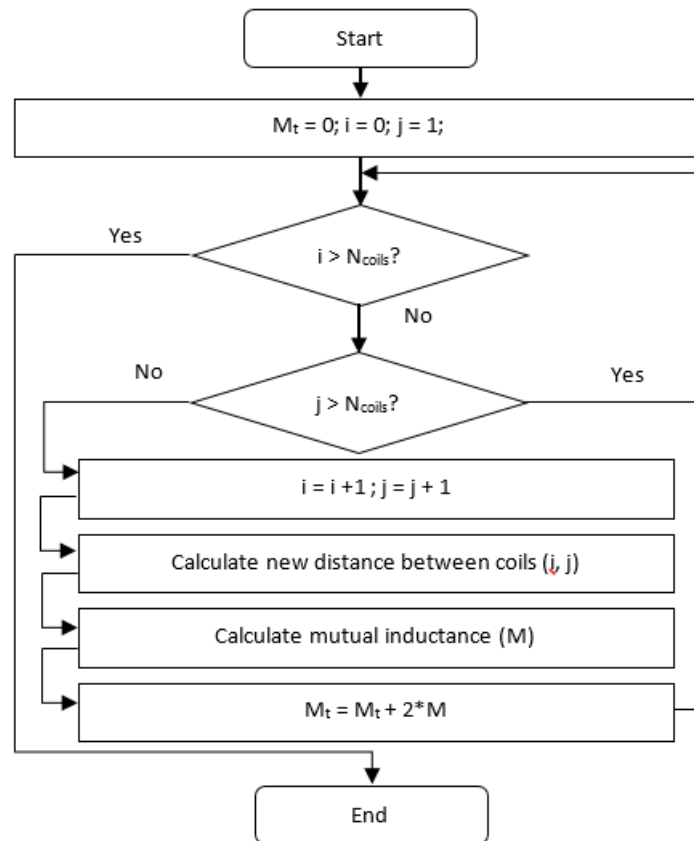 Start
Mt = 0; i = 0; j = 1;
Yes
i > Ncoils?
No
No
Yes
j > Ncoils?
i = i +1 ; j = j + 1
Calculate new distance between coils (i, j)
Calculate mutual inductance (M)
Mt = Mt + 2*M
End